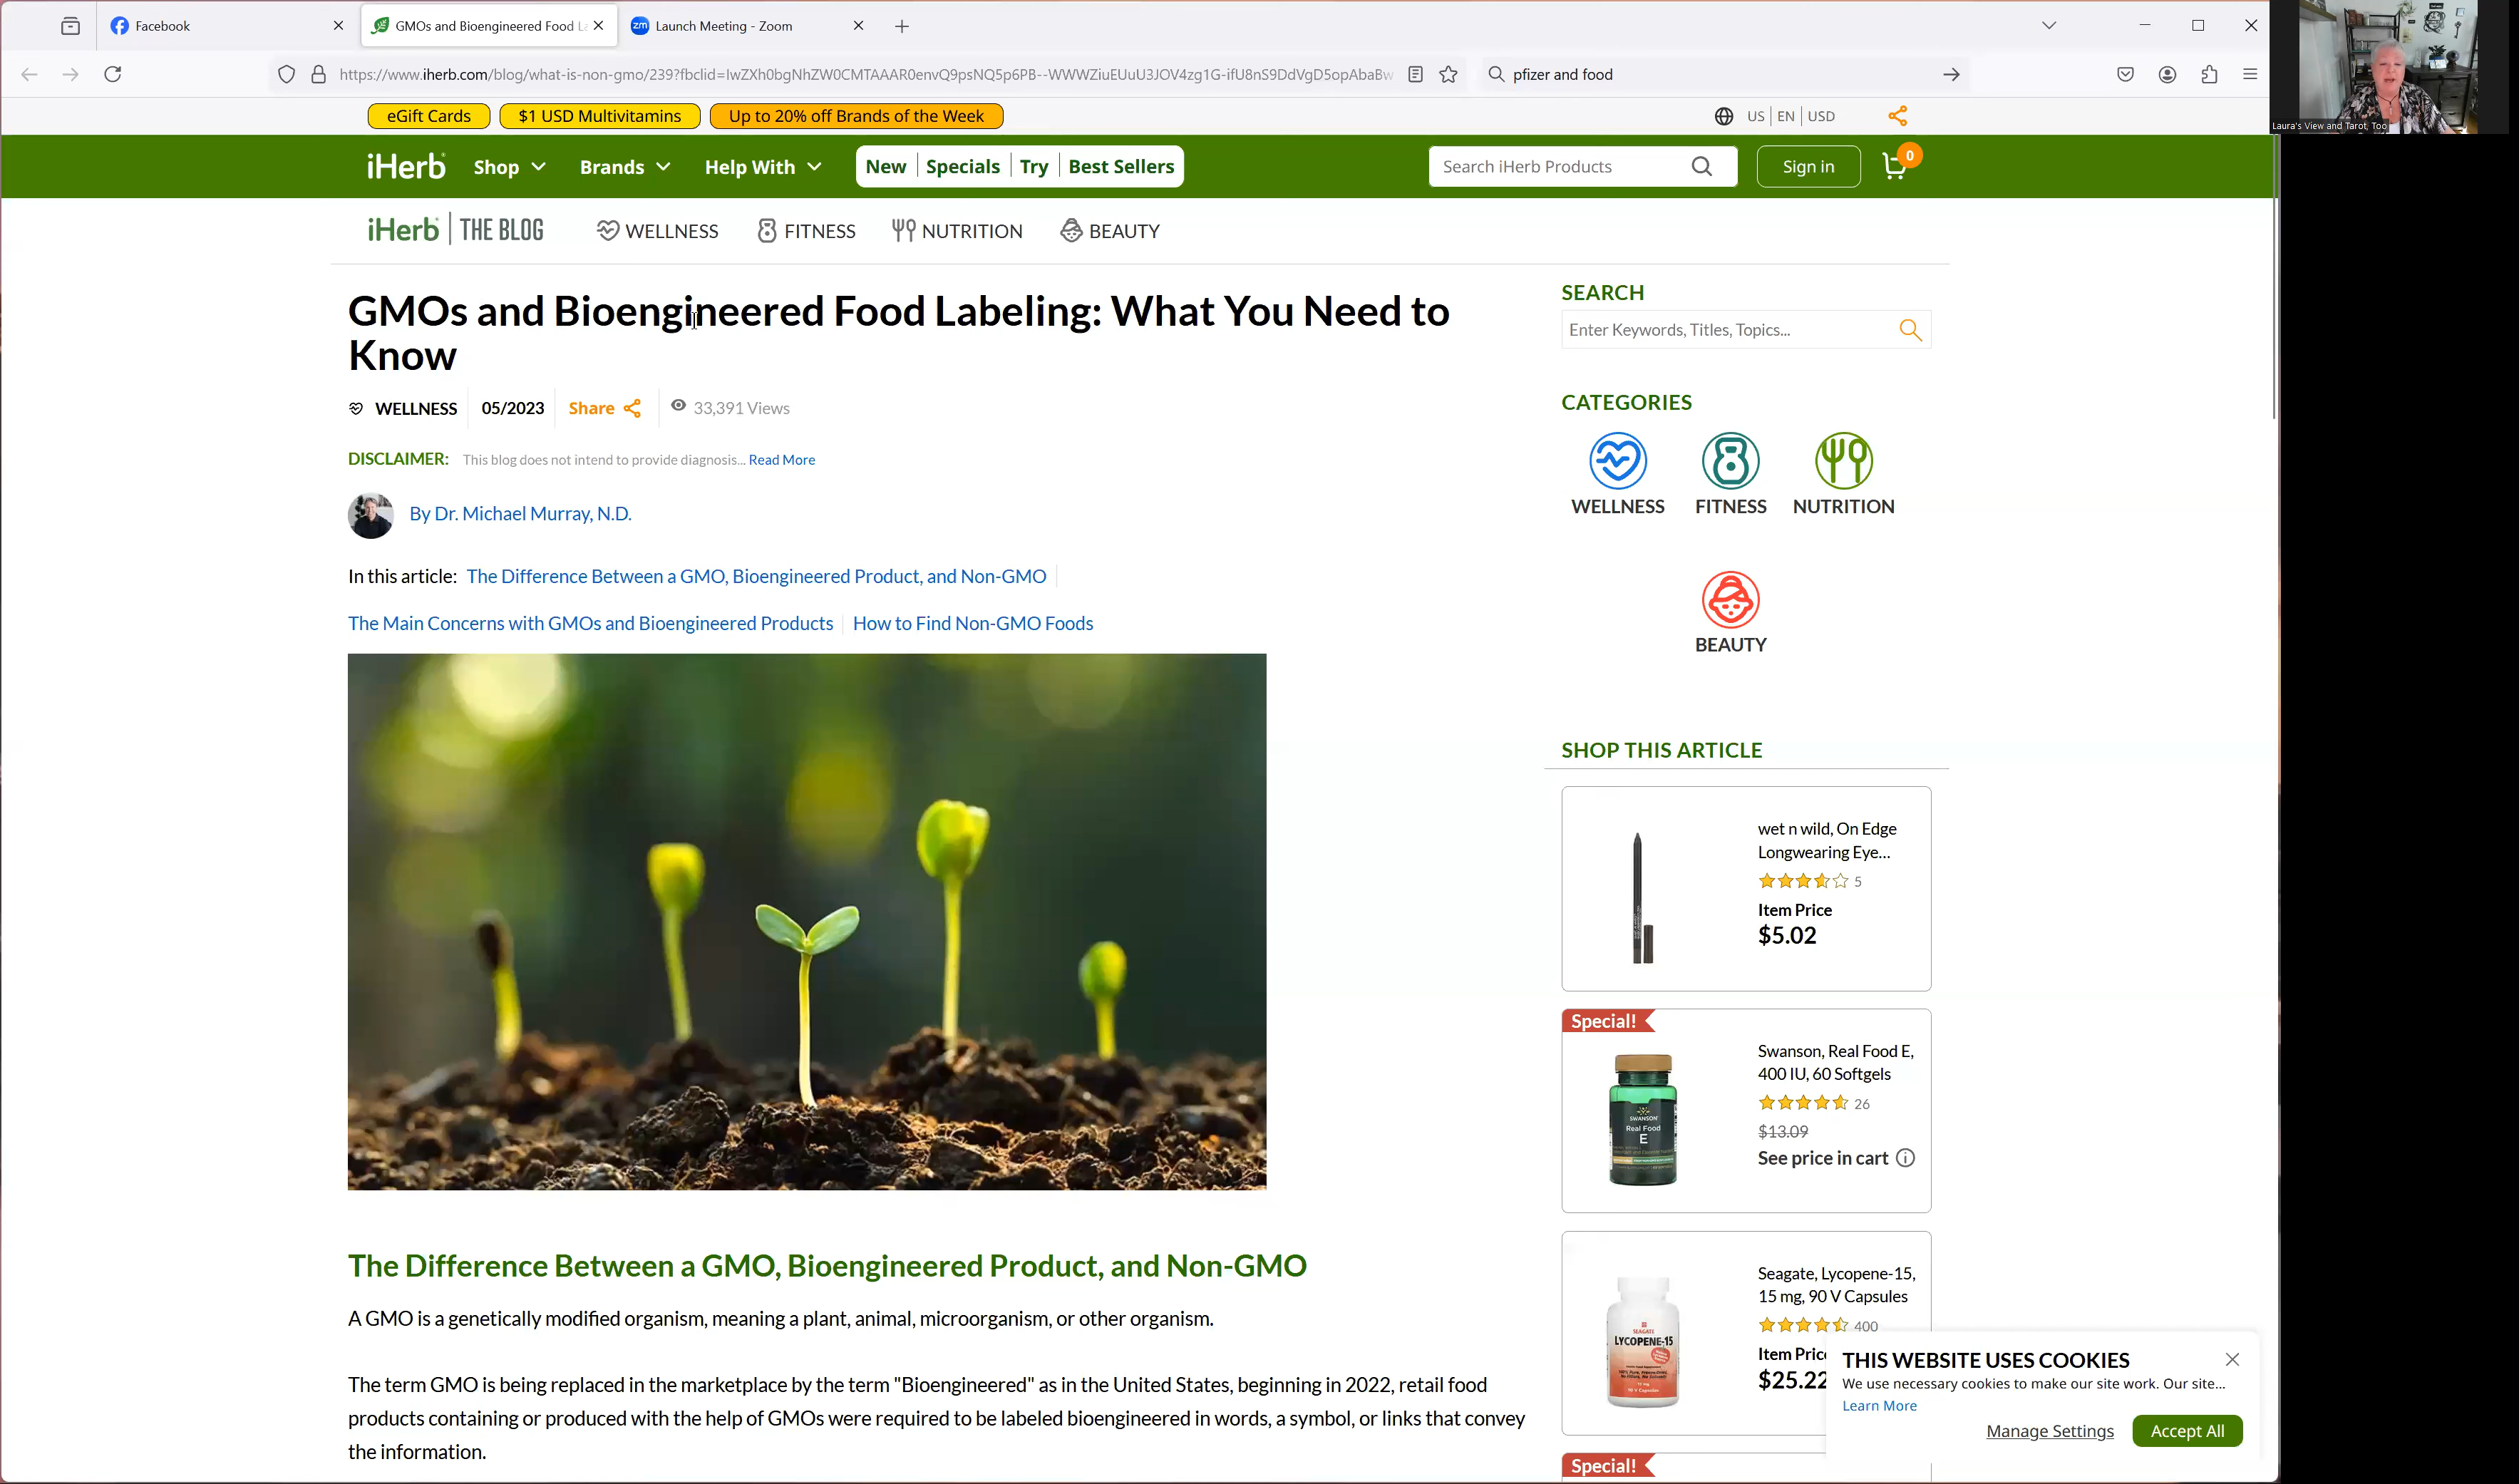 Facebook
GMOs and Bioengineered Food La
Launch Meeting - Zoom
https://www.iherb.com/blog/what-is-non-gmo/239?fbclid=IwZXh0bgNhZW0CMTAAAR0envQ9psNQ5p6PB--WWWZiuEUuU3JOV4zg1G-ifU8nS9DdVgD5opAbaBw
pfizer and food
Laura's View and Tarot, Too
eGift Cards
$1 USD Multivitamins
Up to 20% off Brands of the Week
US | EN | USD
iHerb
Shop
Brands
Help With
New | Specials | Try | Best Sellers
Search iHerb Products
Sign in
0
iHerb | THE BLOG
WELLNESS
FITNESS
NUTRITION
BEAUTY
GMOs and Bioengineered Food Labeling: What You Need to
Know
WELLNESS
05/2023
Share
33,391 Views
DISCLAIMER: This blog does not intend to provide diagnosis... Read More
By Dr. Michael Murray, N.D.
In this article: The Difference Between a GMO, Bioengineered Product, and Non-GMO
The Main Concerns with GMOs and Bioengineered Products | How to Find Non-GMO Foods
The Difference Between a GMO, Bioengineered Product, and Non-GMO
A GMO is a genetically modified organism, meaning a plant, animal, microorganism, or other organism.
The term GMO is being replaced in the marketplace by the term "Bioengineered" as in the United States, beginning in 2022, retail food
products containing or produced with the help of GMOs were required to be labeled bioengineered in words, a symbol, or links that convey
the information.
SEARCH
Enter Keywords, Titles, Topics...
CATEGORIES
WELLNESS
FITNESS
NUTRITION
BEAUTY
SHOP THIS ARTICLE
wet n wild, On Edge
Longwearing Eye...
5
Item Price
$5.02
Special!
SWANSON
Real Food
E
Swanson, Real Food E,
400 IU, 60 Softgels
26
$13.09
See price in cart
SEAGATE
LYCOPENE-15
Seagate, Lycopene-15,
15 mg, 90 V Capsules
400
Item Pric
$25.22
Special!
THIS WEBSITE USES COOKIES
We use necessary cookies to make our site work. Our site...
Learn More
Manage Settings
Accept All